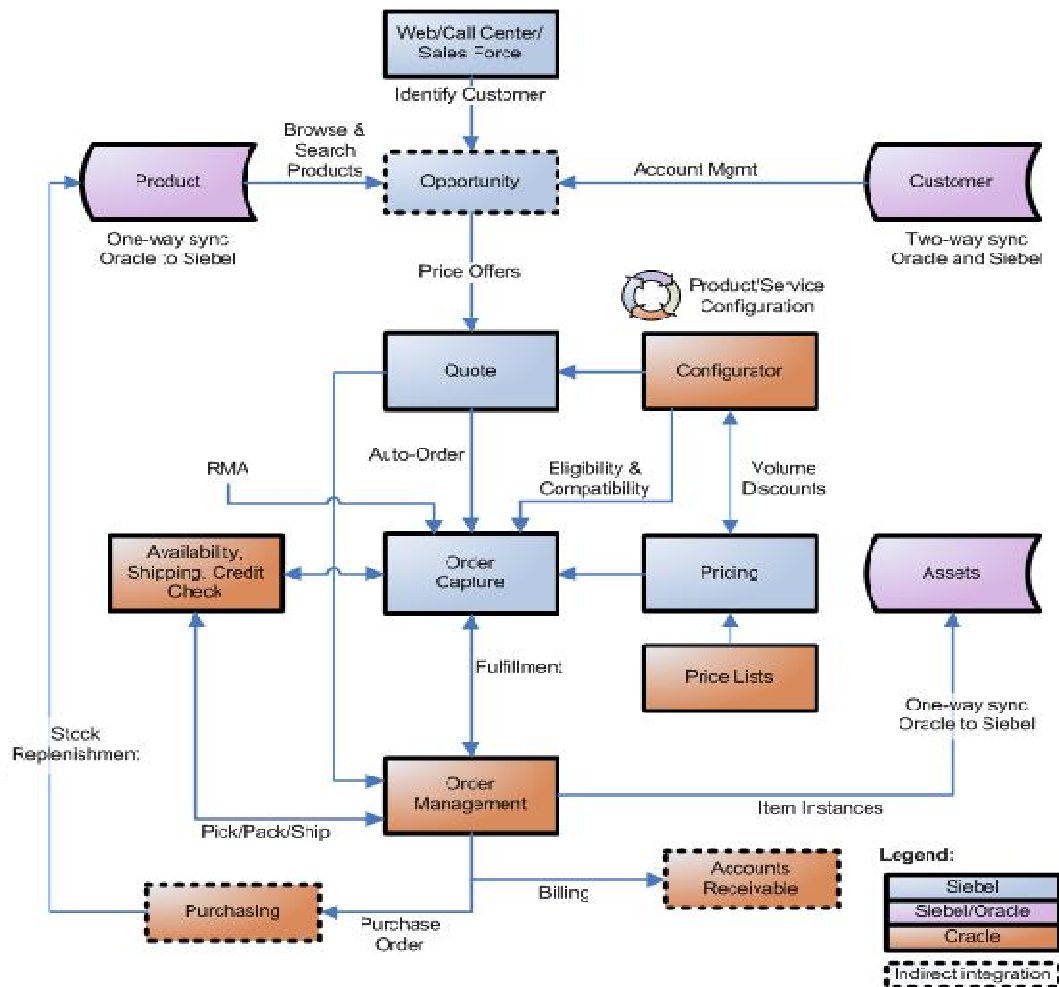 Web/Call Center/
Sales Force
Identify Customer
Browse &
Search
Products
Product
Opportunity
Account Mgmt
Customer
One-way sync
Oracle to Siebel
Two-way sync
Oracle and Siebel
Price Offers
Product/Service
Configuration
Quote
Configurator
Auto-Order
RMA
Eligibility &
Compatibility
Volume
Discounts
Availability,
Shipping, Credit
Check
Order
Capture
Pricing
Assets
Fulfillment
Price Lists
One-way sync
Oracle to Siebel
Stock
Replenishment
Order
Management
Item Instances
Pick/Pack/Ship
Legend:
Accounts
Receivable
Billing
Siebel
Siebel/Oracle
Oracle
Purchasing
Purchase
Order
Indirect integration